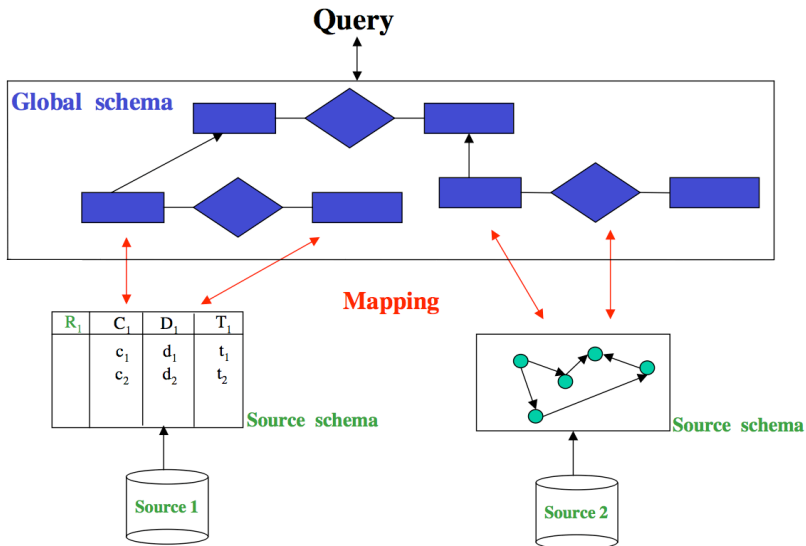 Query
Global schema
Mapping
R₁ C₁ D₁ T₁
c₁ d₁ t₁
c₂ d₂ t₂
Source schema
Source schema
Source 1
Source 2